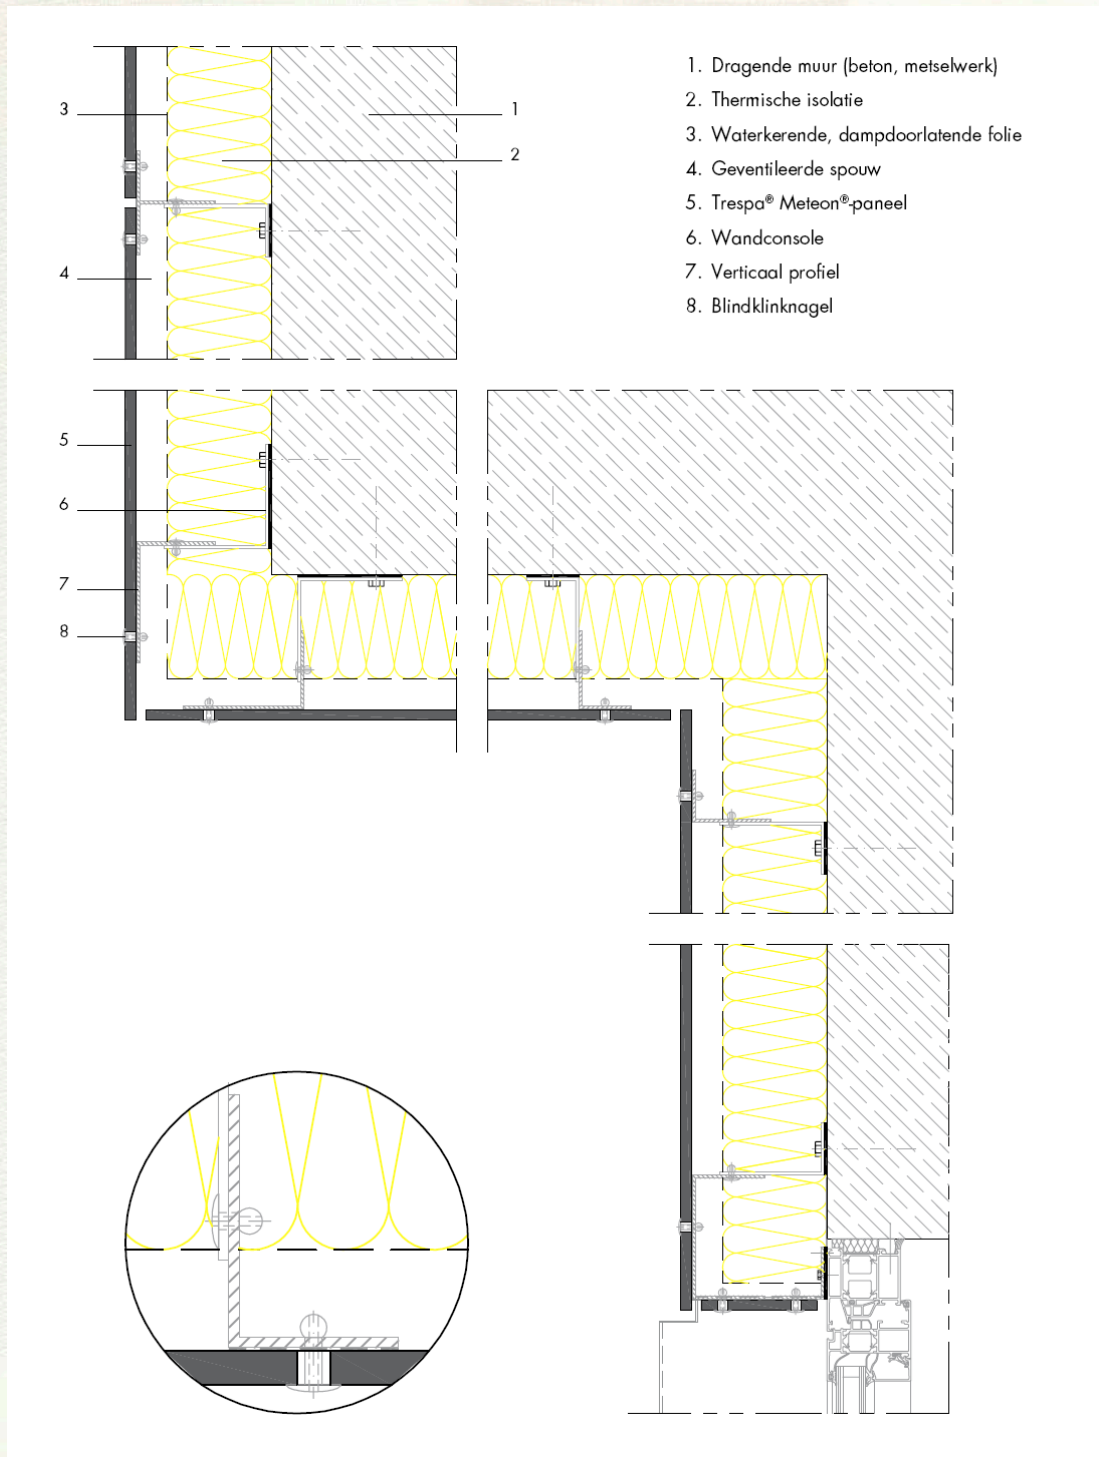 1. Dragende muur (beton, metselwerk)
2. Thermische isolatie
3. Waterkerende, dampdoorlatende folie
4. Geventileerde spouw
5. Trespa® Meteon®-paneel
6. Wandconsole
7. Verticaal profiel
8. Blindklinknagel
3
1
2
4
5
6
7
8